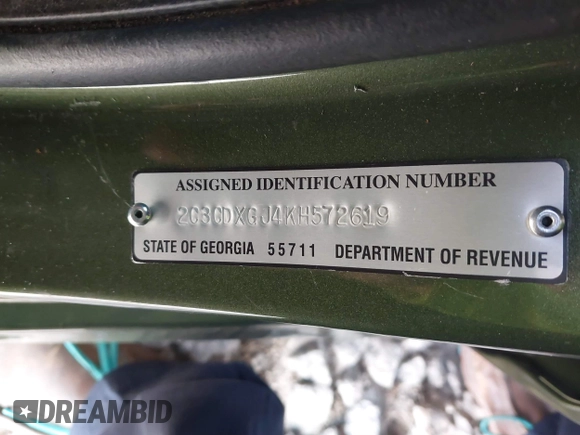 ASSIGNED IDENTIFICATION NUMBER
2C3CDXGJ4KH572619
STATE OF GEORGIA 55711 DEPARTMENT OF REVENUE
DREAMBID